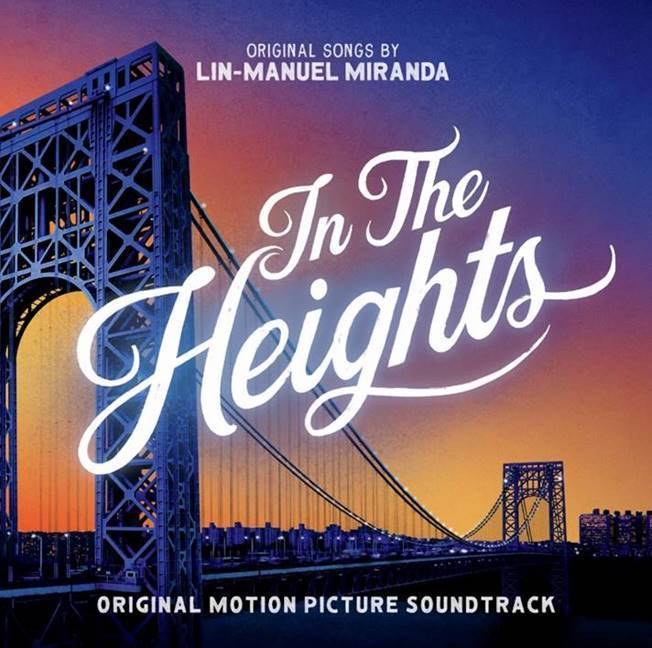 ORIGINAL SONGS BY
LIN-MANUEL MIRANDA
In The
Heights
ORIGINAL MOTION PICTURE SOUNDTRACK